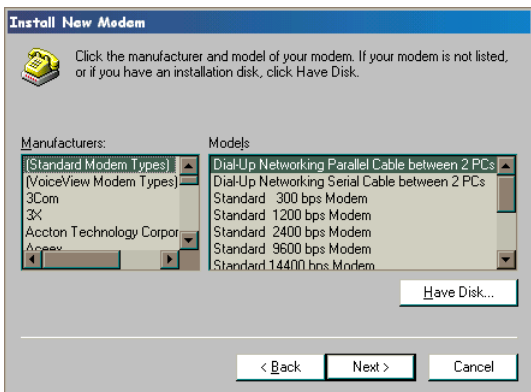 Install New Modem
Click the manufacturer and model of your modem. If your modem is not listed,
or if you have an installation disk, click Have Disk.
Manufacturers:
(Standard Modem Types)
(VoiceView Modem Types)
3Com
3X
Accton Technology Corpor
Aceex
Models
Dial-Up Networking Parallel Cable between 2 PCs
Dial-Up Networking Serial Cable between 2 PCs
Standard 300 bps Modem
Standard 1200 bps Modem
Standard 2400 bps Modem
Standard 9600 bps Modem
Standard 14400 bps Modem
Have Disk...
< Back
Next >
Cancel